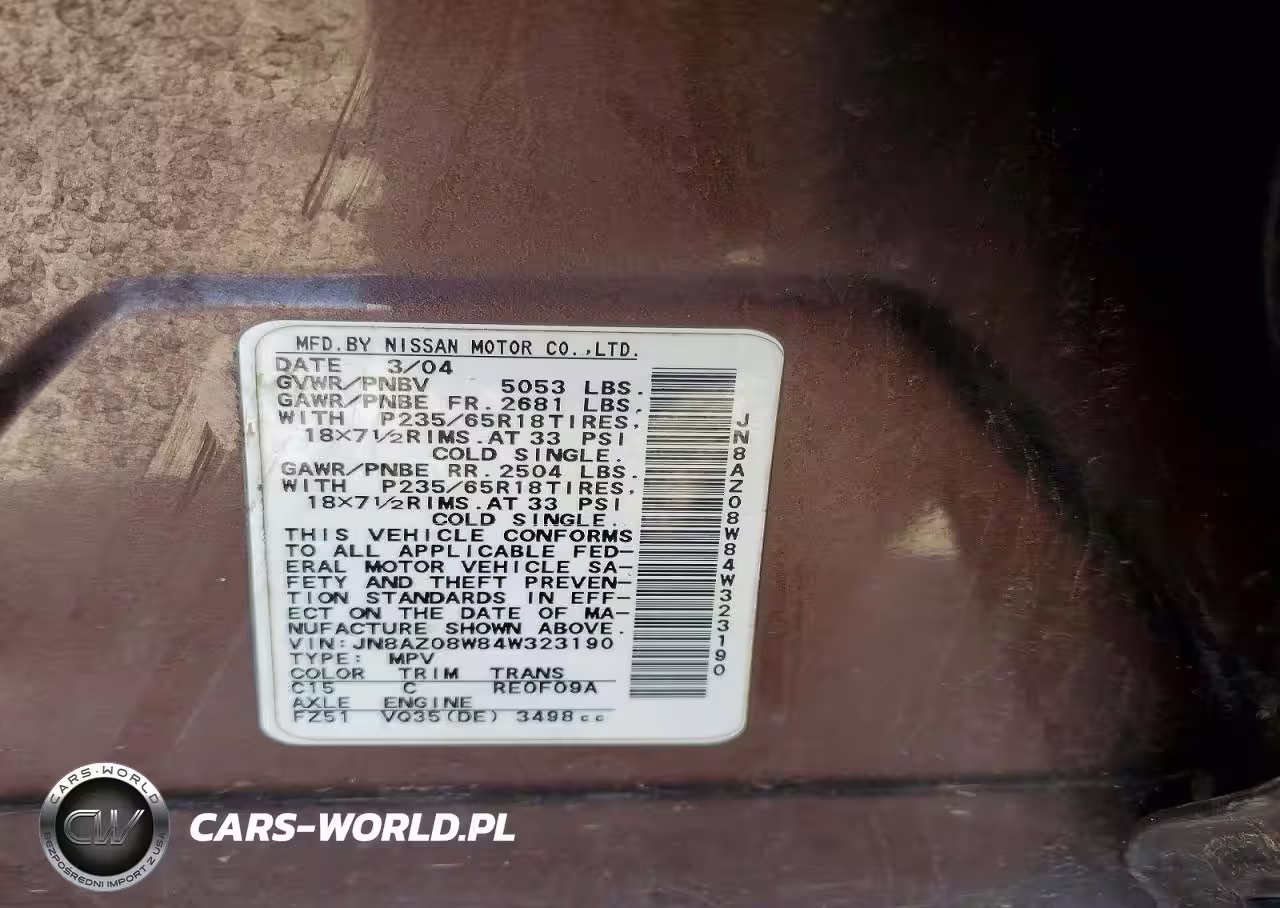 MFD.BY NISSAN MOTOR CO.,LTD.
DATE 3/04
GVWR/PNBV 5053 LBS.
GAWR/PNBE FR.2681 LBS.
WITH P235/65R18TIRES,
18X7½RIMS.AT 33 PSI
COLD SINGLE.
GAWR/PNBE RR.2504 LBS.
WITH P235/65R18TIRES,
18X7½RIMS.AT 33 PSI
COLD SINGLE.
THIS VEHICLE CONFORMS
TO ALL APPLICABLE FED-
ERAL MOTOR VEHICLE SA-
FETY AND THEFT PREVEN-
TION STANDARDS IN EFF-
ECT ON THE DATE OF MA-
NUFACTURE SHOWN ABOVE.
VIN:JN8AZ08W84W323190
TYPE: MPV
COLOR TRIM TRANS
C15 C RE0F09A
AXLE ENGINE
FZ51 VQ35(DE) 3498cc
JN8AZ08W84W323190
CARS-WORLD
CW
BEZPOŚREDNI IMPORT Z USA
CARS-WORLD.PL